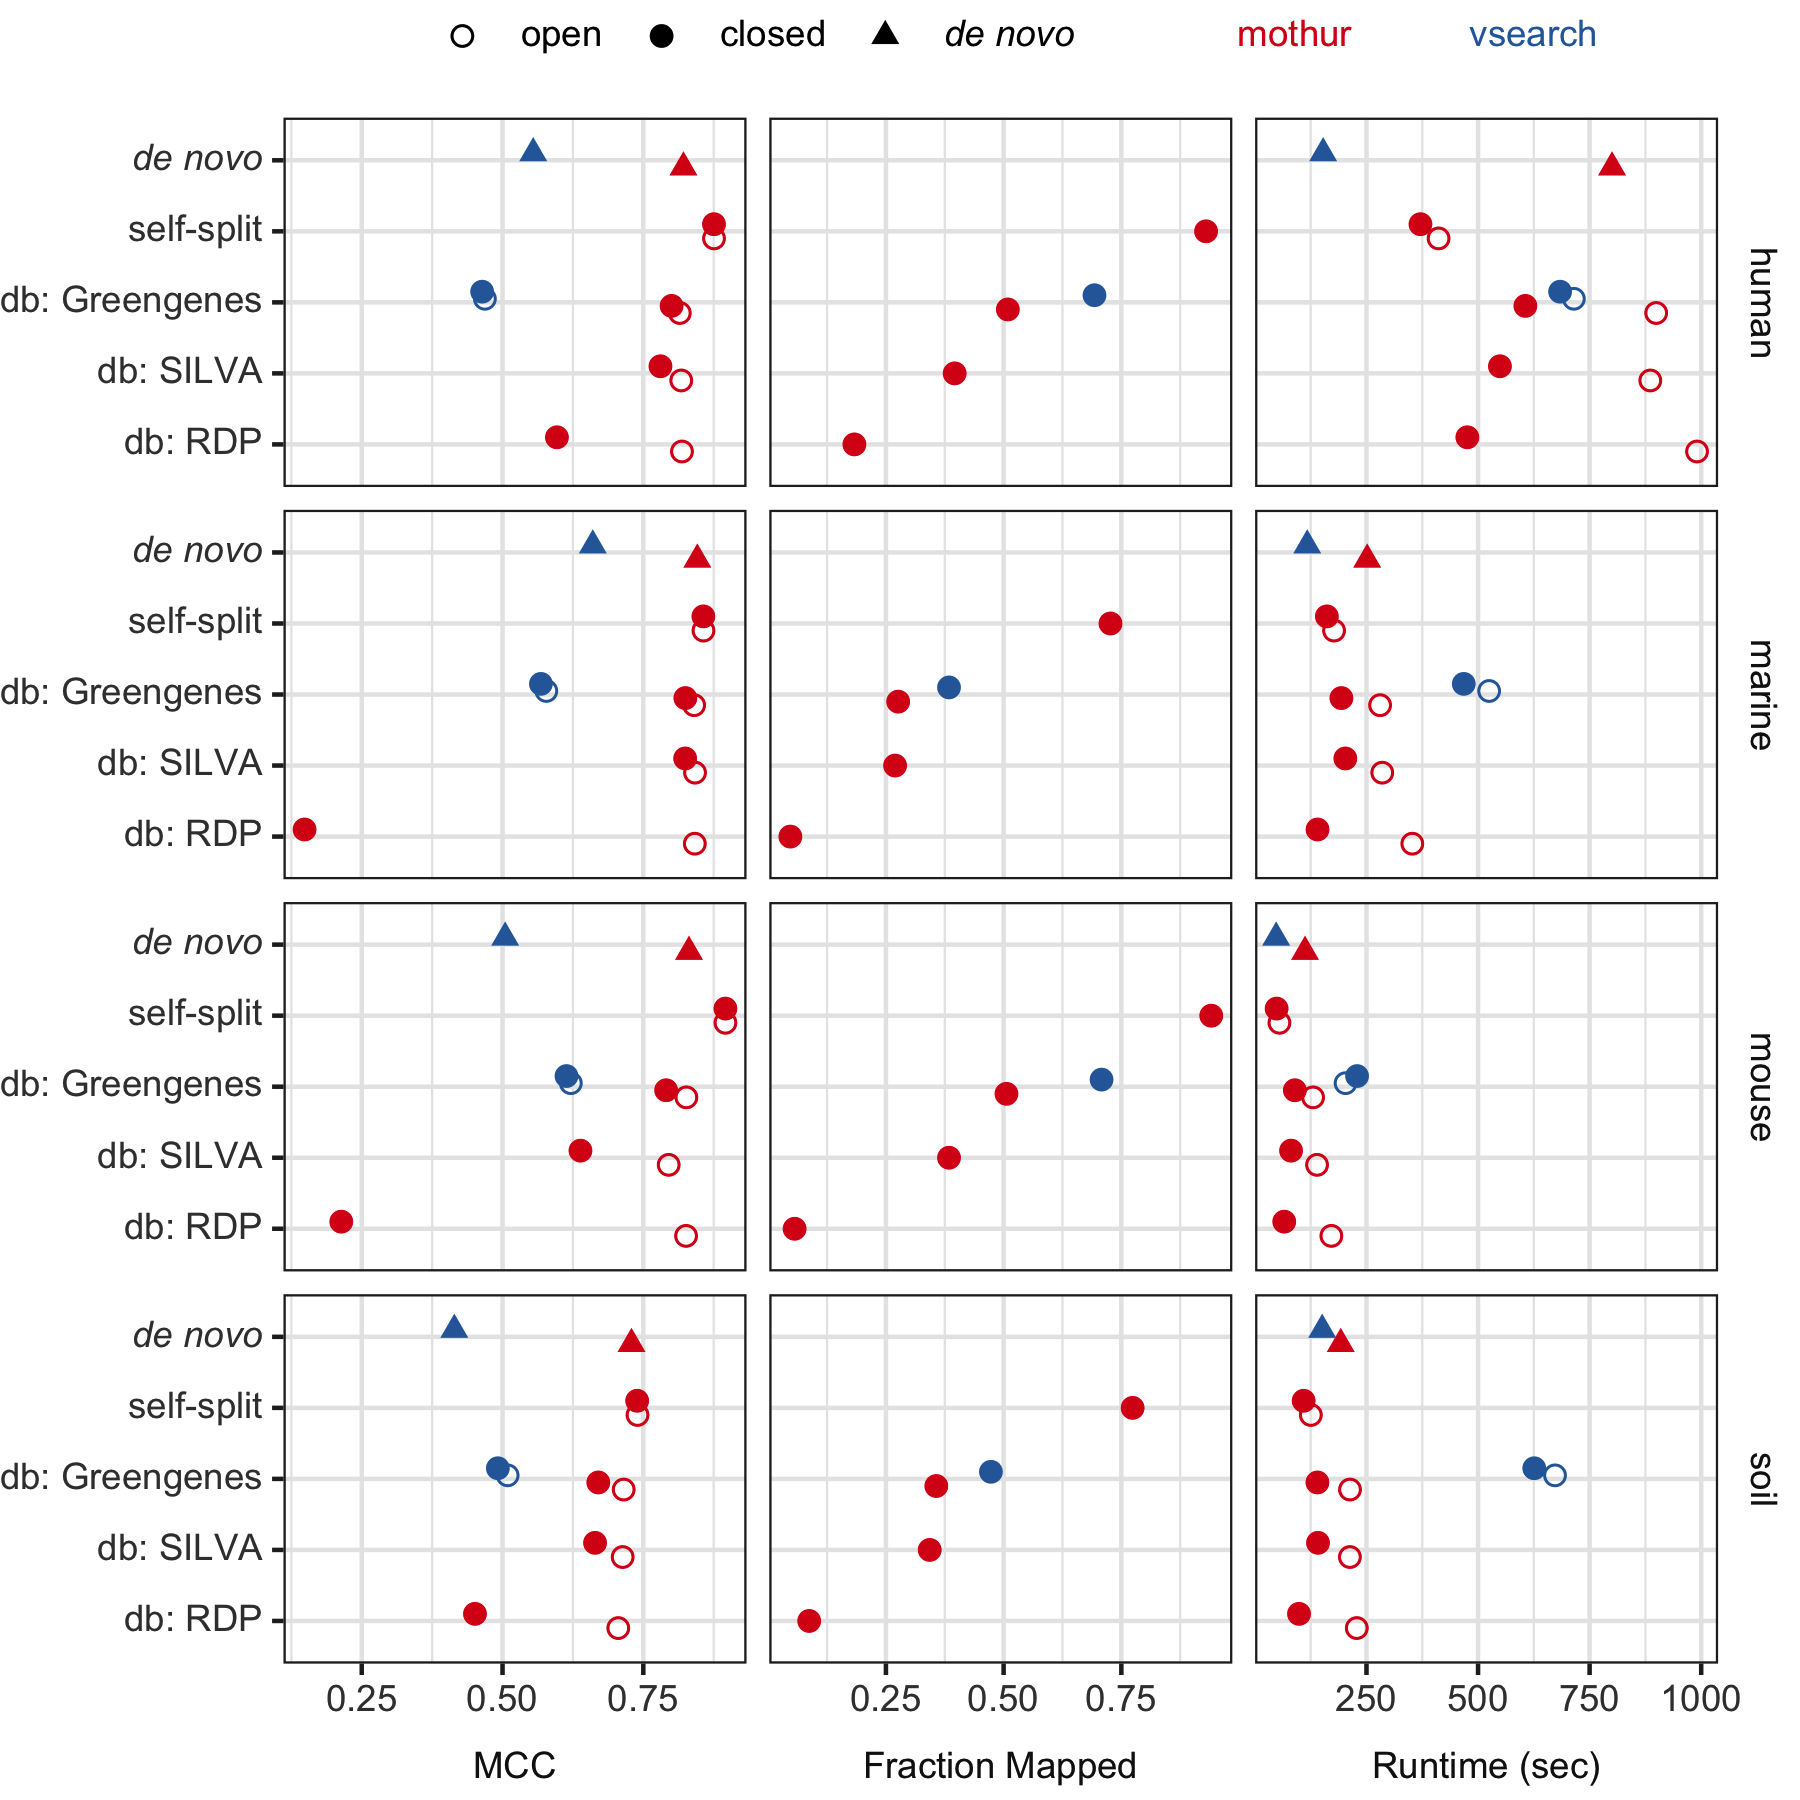 open closed de novo mothur vsearch
de novo
self-split
db: Greengenes
db: SILVA
db: RDP
human
de novo
self-split
db: Greengenes
db: SILVA
db: RDP
marine
de novo
self-split
db: Greengenes
db: SILVA
db: RDP
mouse
de novo
self-split
db: Greengenes
db: SILVA
db: RDP
soil
0.25 0.50 0.75 0.25 0.50 0.75 250 500 750 1000
MCC Fraction Mapped Runtime (sec)